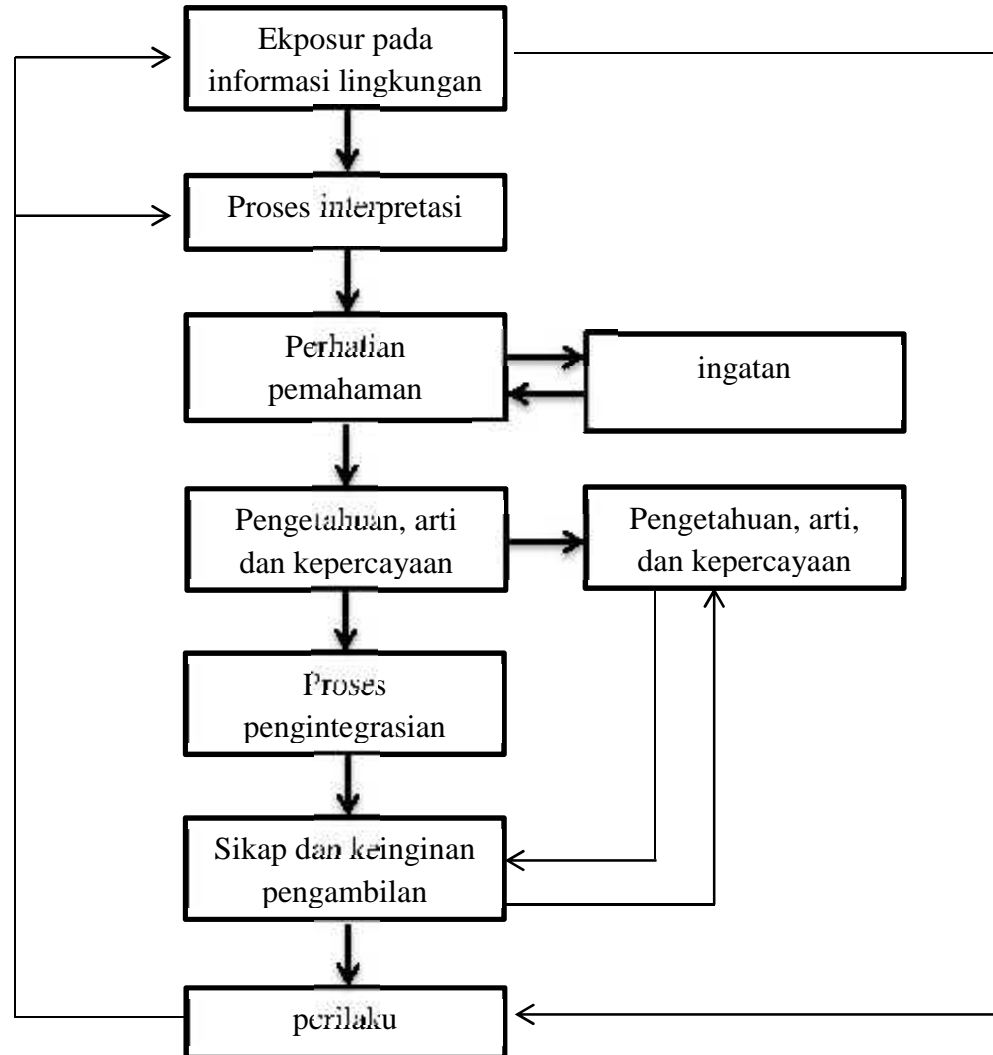 Ekposur pada
informasi lingkungan
Proses interpretasi
Perhatian
pemahaman
ingatan
Pengetahuan, arti
dan kepercayaan
Pengetahuan, arti,
dan kepercayaan
Proses
pengintegrasian
Sikap dan keinginan
pengambilan
perilaku